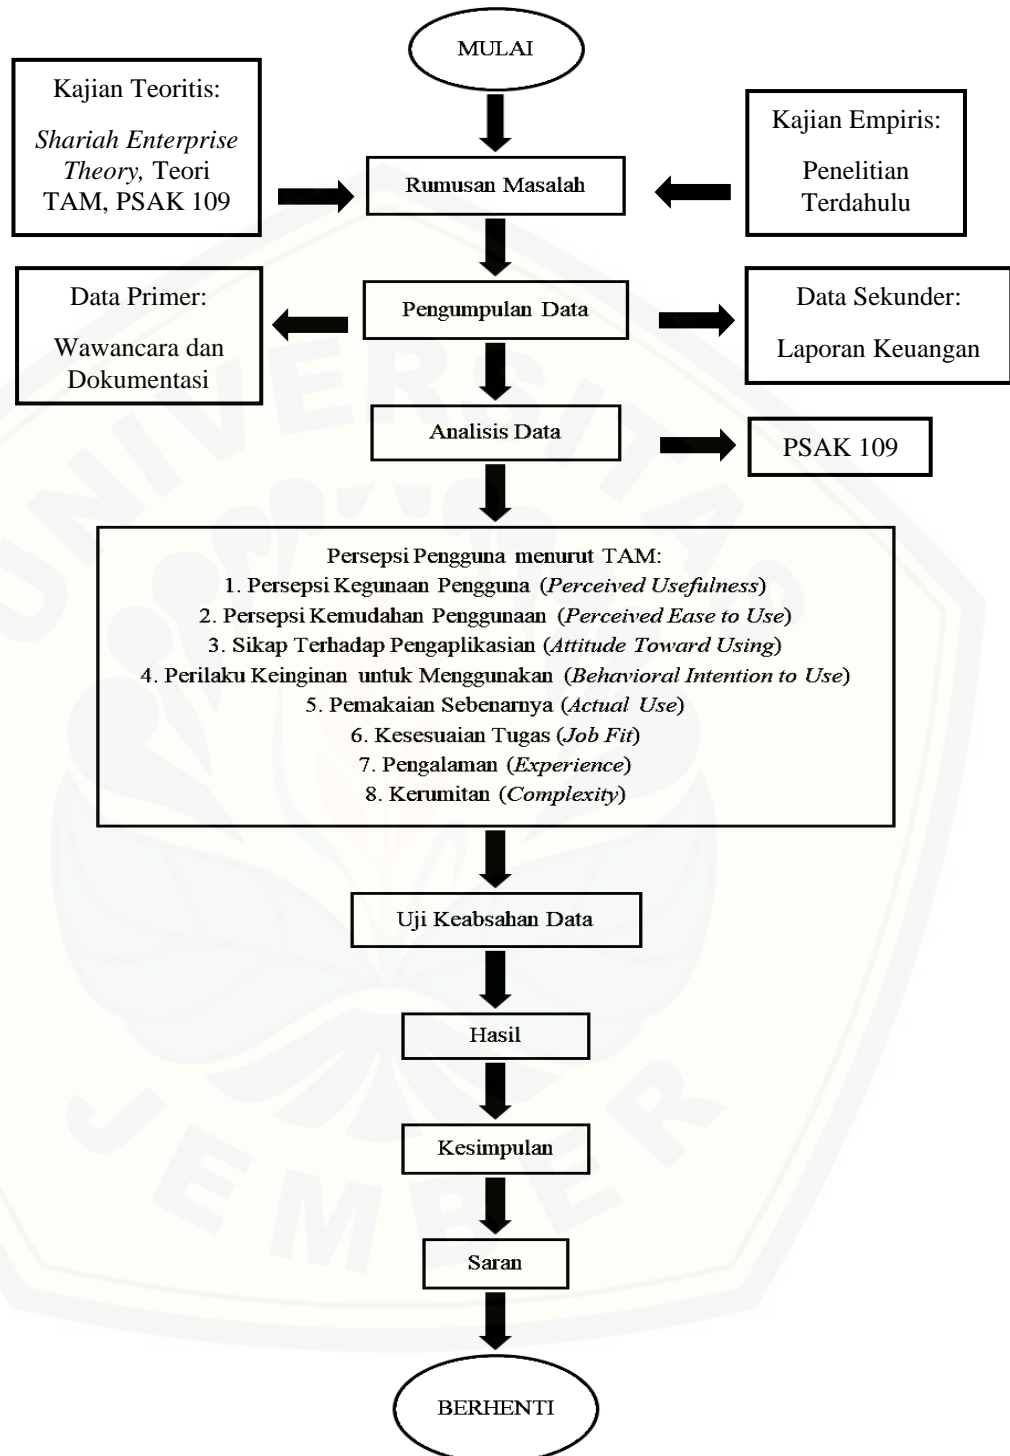 MULAI
Kajian Teoritis:
Shariah Enterprise
Theory, Teori
TAM, PSAK 109
Rumusan Masalah
Kajian Empiris:
Penelitian
Terdahulu
Data Primer:
Wawancara dan
Dokumentasi
Pengumpulan Data
Data Sekunder:
Laporan Keuangan
Analisis Data
PSAK 109
Persepsi Pengguna menurut TAM:
1. Persepsi Kegunaan Pengguna (Perceived Usefulness)
2. Persepsi Kemudahan Penggunaan (Perceived Ease to Use)
3. Sikap Terhadap Pengaplikasian (Attitude Toward Using)
4. Perilaku Keinginan untuk Menggunakan (Behavioral Intention to Use)
5. Pemakaian Sebenarnya (Actual Use)
6. Kesesuaian Tugas (Job Fit)
7. Pengalaman (Experience)
8. Kerumitan (Complexity)
Uji Keabsahan Data
Hasil
Kesimpulan
Saran
BERHENTI
UNIVERSITAS
JEMBER